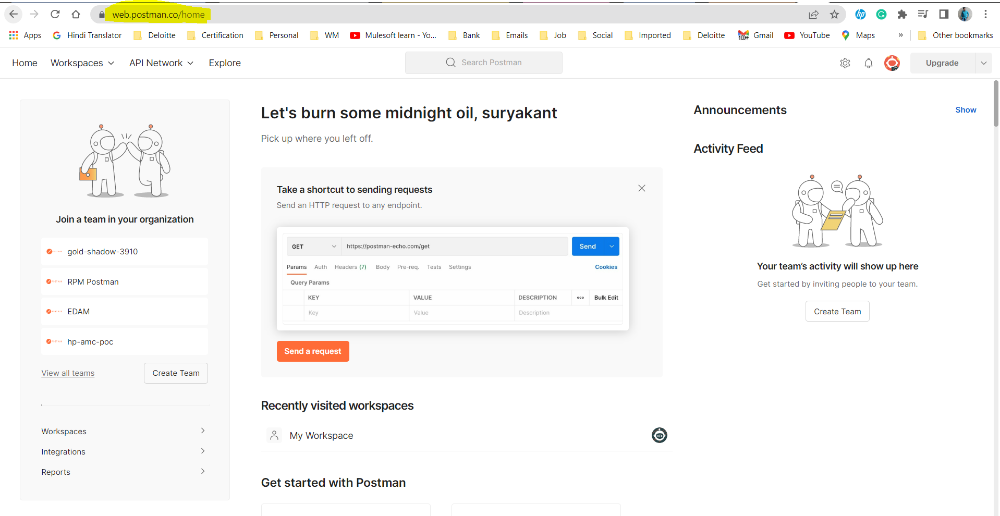 web.postman.co/home
Apps Hindi Translator Deloitte Certification Personal WM Mulesoft learn - Yo... Bank Emails Job Social Imported Deloitte Gmail YouTube Maps » Other bookmarks
Home Workspaces API Network Explore Search Postman Upgrade
Join a team in your organization
gold-shadow-3910
RPM Postman
EDAM
hp-amc-poc
View all teams Create Team
Workspaces
Integrations
Reports
Let's burn some midnight oil, suryakant
Pick up where you left off.
Take a shortcut to sending requests
Send an HTTP request to any endpoint.
GET https://postman-echo.com/get Send
Params Auth Headers (7) Body Pre-req. Tests Settings Cookies
Query Params
KEY VALUE DESCRIPTION ooo Bulk Edit
Key Value Description
Send a request
Recently visited workspaces
My Workspace
Get started with Postman
Announcements Show
Activity Feed
Your team’s activity will show up here
Get started by inviting people to your team.
Create Team